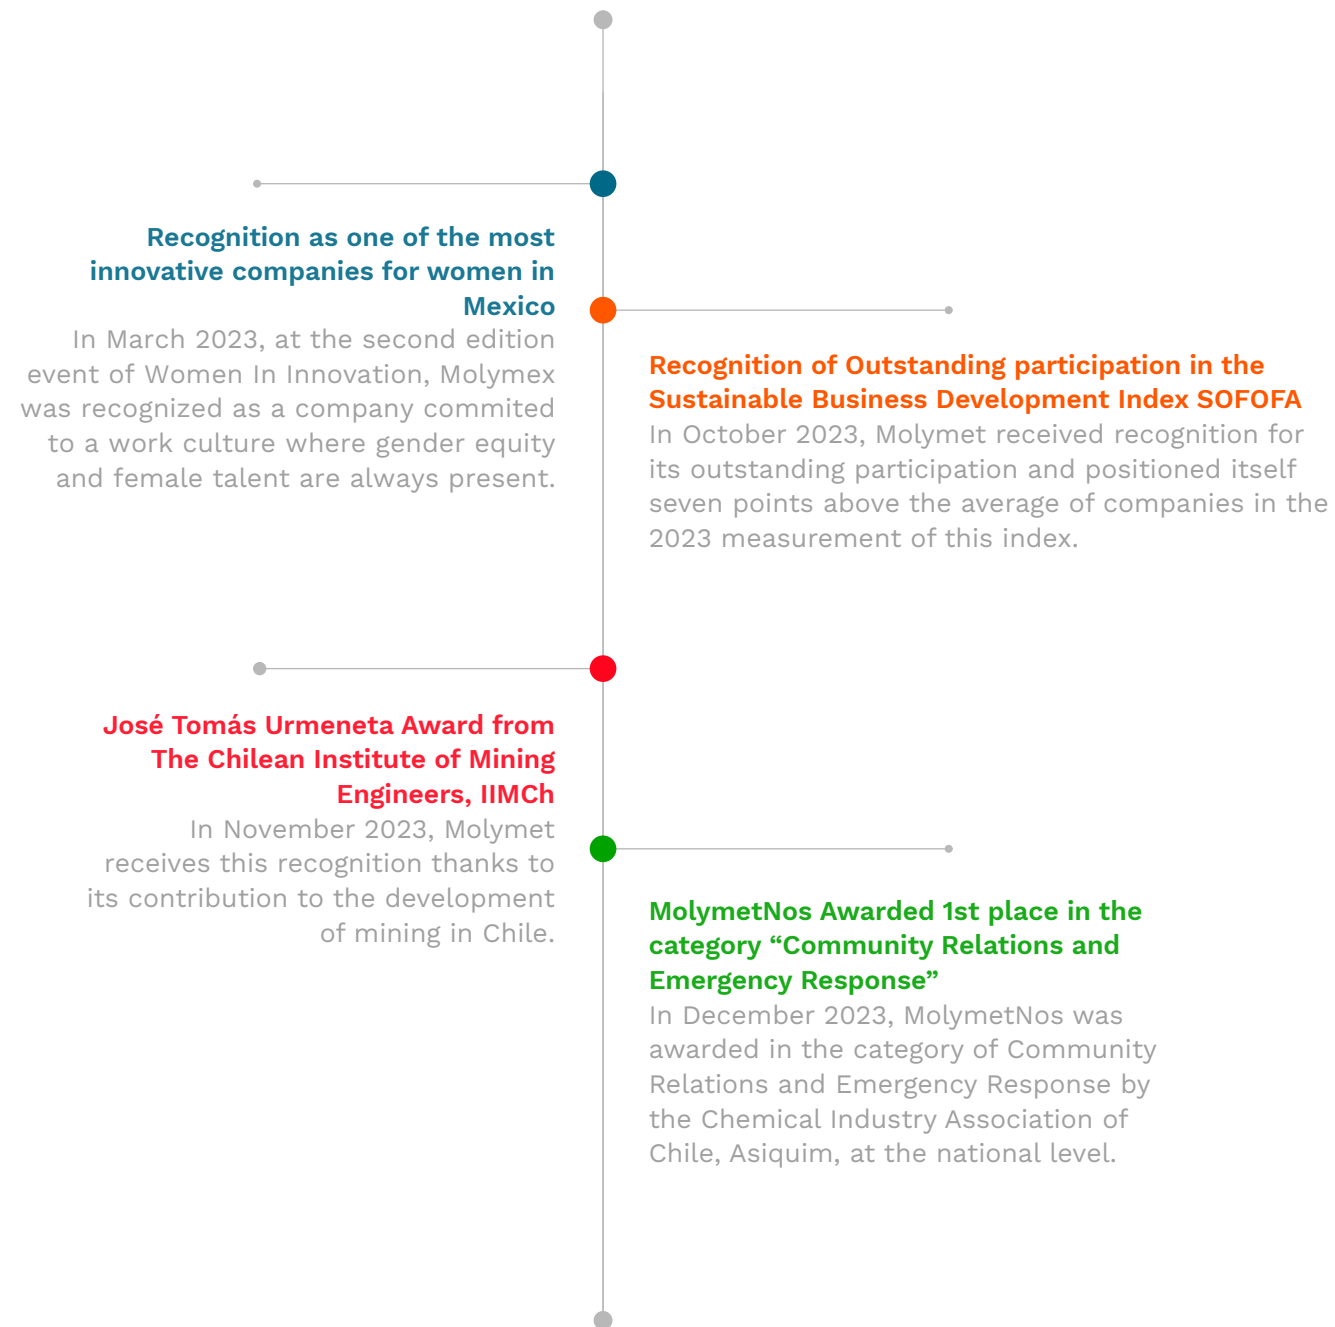 Recognition as one of the most
innovative companies for women in
Mexico
In March 2023, at the second edition
event of Women In Innovation, Molymex
was recognized as a company commited
to a work culture where gender equity
and female talent are always present.
Recognition of Outstanding participation in the
Sustainable Business Development Index SOFOFA
In October 2023, Molymet received recognition for
its outstanding participation and positioned itself
seven points above the average of companies in the
2023 measurement of this index.
José Tomás Urmeneta Award from
The Chilean Institute of Mining
Engineers, IIMCh
In November 2023, Molymet
receives this recognition thanks to
its contribution to the development
of mining in Chile.
MolymetNos Awarded 1st place in the
category “Community Relations and
Emergency Response”
In December 2023, MolymetNos was
awarded in the category of Community
Relations and Emergency Response by
the Chemical Industry Association of
Chile, Asiquim, at the national level.